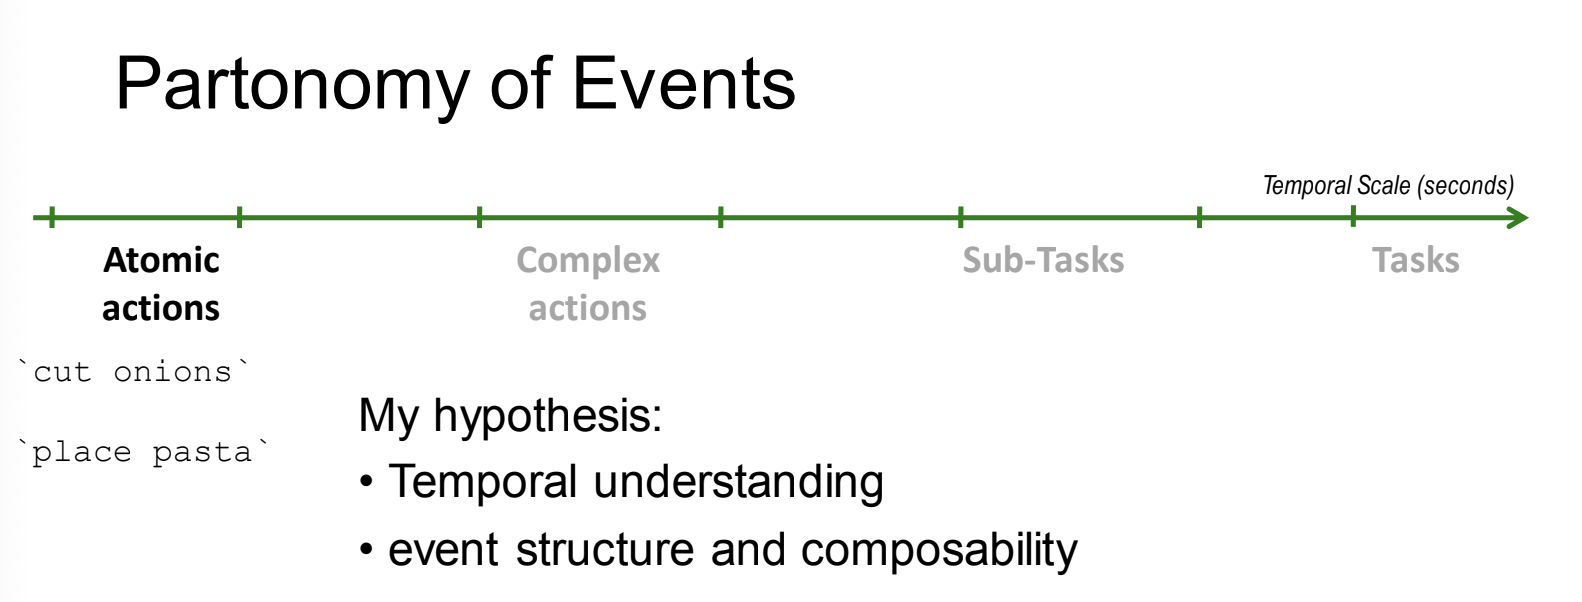 Partonomy of Events
Temporal Scale (seconds)
Atomic
actions
Complex
actions
Sub-Tasks
Tasks
`cut onions`
`place pasta`
My hypothesis:
• Temporal understanding
• event structure and composability